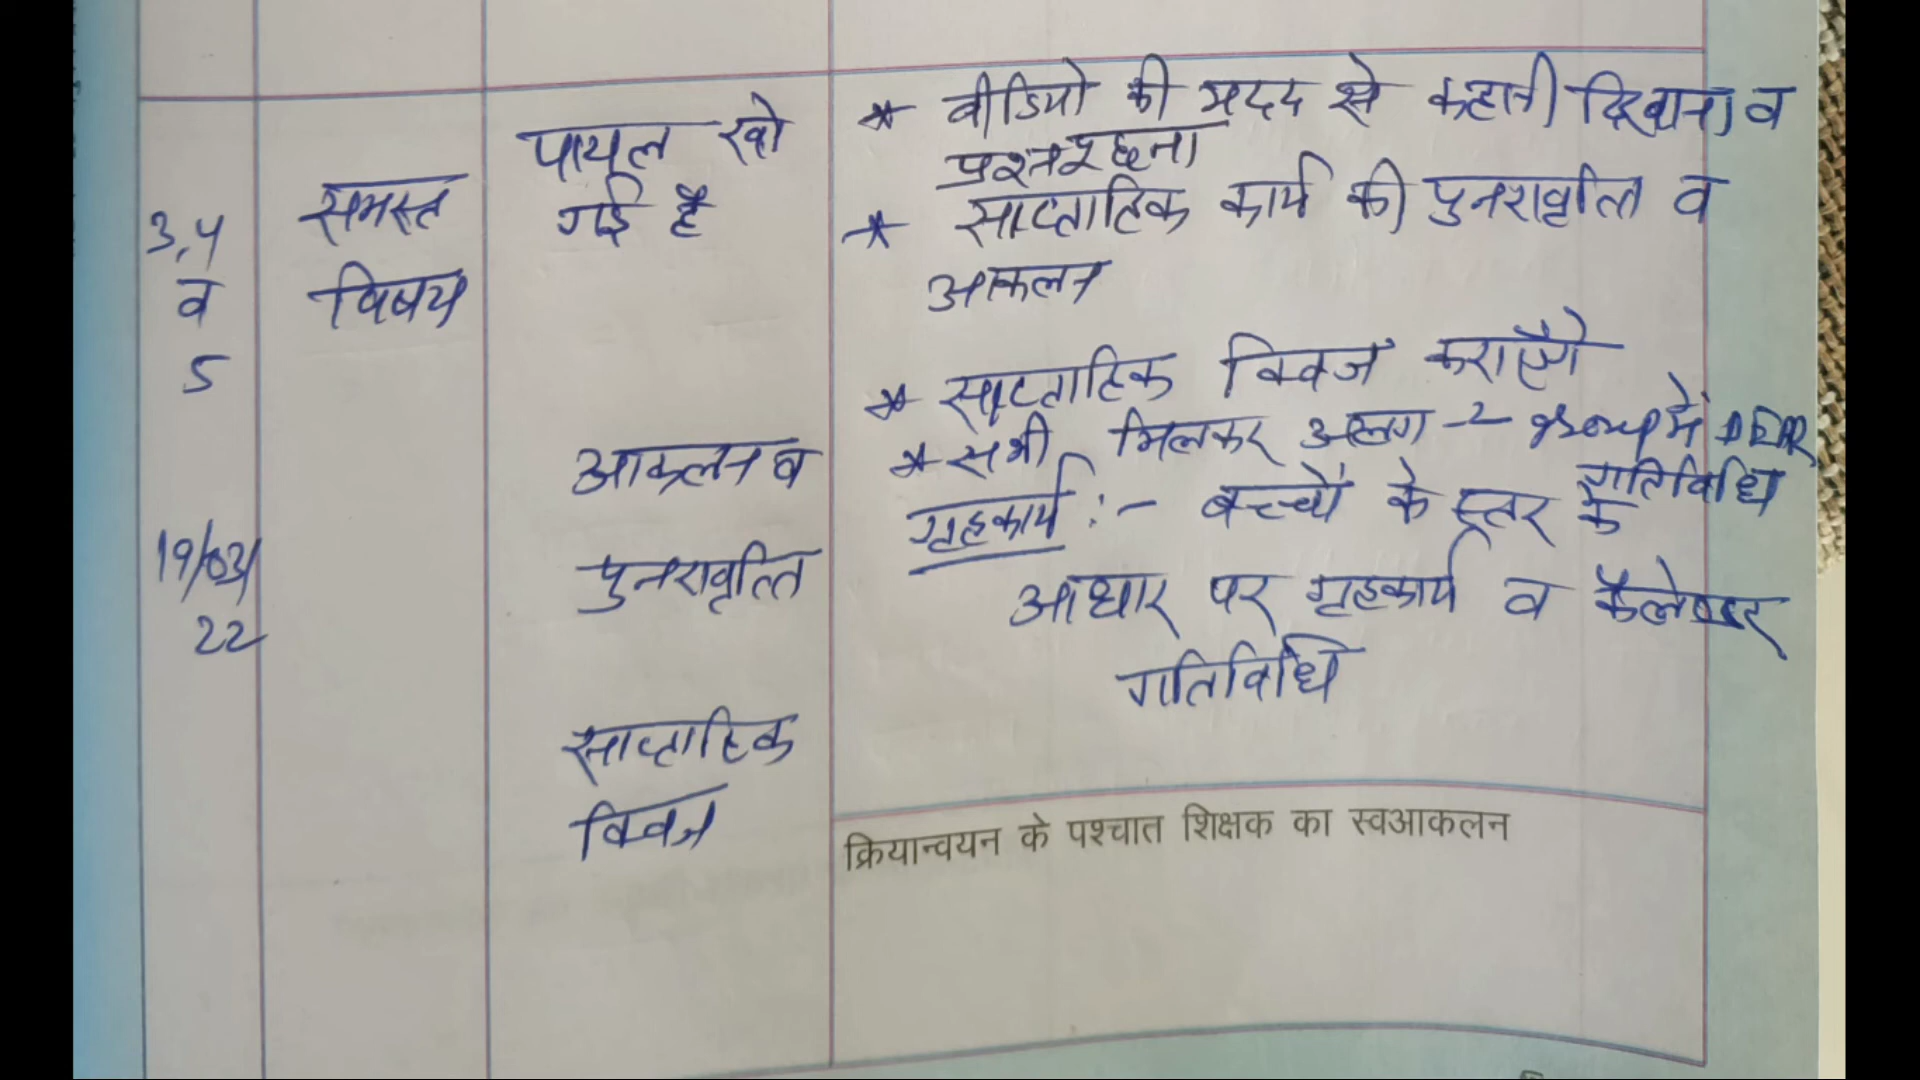 3,4
व
5
19/03/
22
समस्त
विषय
पायल खो
गई है
आकलन व
पुनरावृत्ति
साप्ताहिक
क्विज
* वीडियो की मदद से कहानी दिखाना व
प्रश्न पूछना
* साप्ताहिक कार्य की पुनरावृत्ति व
आकलन
* साप्ताहिक क्विज कराएँगे
* सभी मिलकर अलग-2 group में DEAR
गतिविधि
गृहकार्य :- बच्चों के स्तर के
आधार पर गृहकार्य व कैलेण्डर
गतिविधि
क्रियान्वयन के पश्चात शिक्षक का स्वआकलन